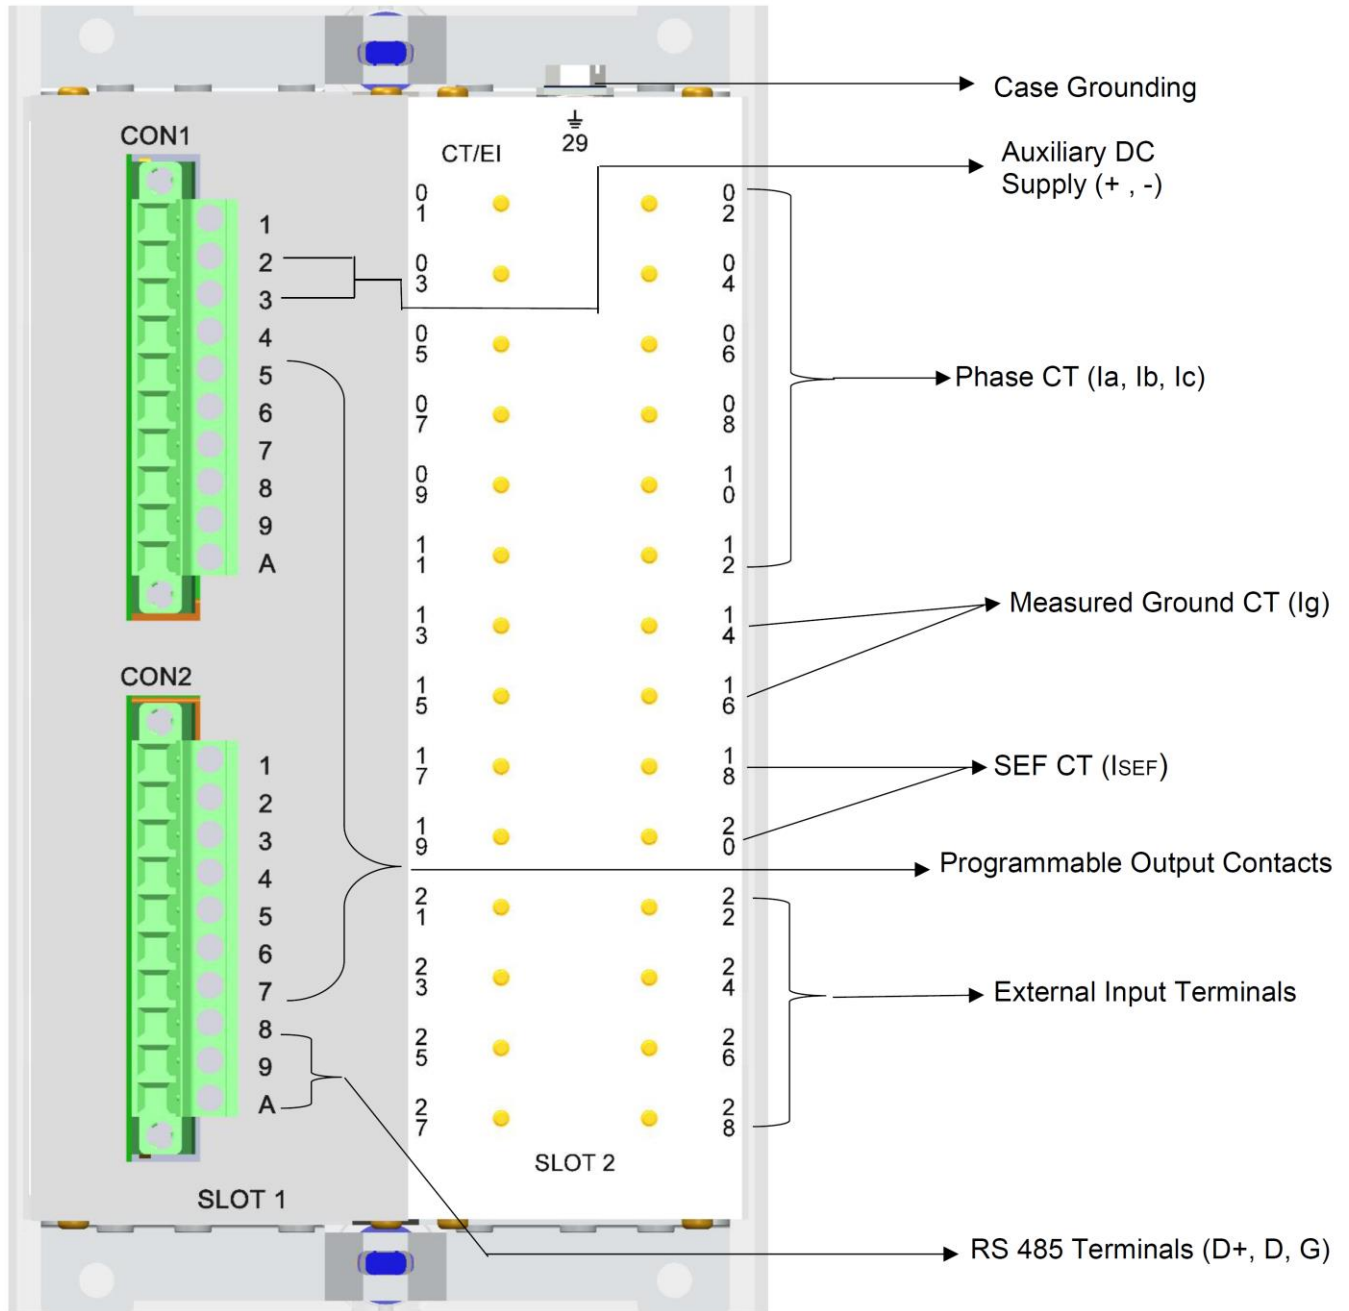 Case Grounding
CON1
29
CT/EI
Auxiliary DC
Supply (+ , -)
01
02
1
2
03
04
3
4
05
06
5
6
07
08
Phase CT (Ia, Ib, Ic)
7
8
09
10
9
A
11
12
13
14
Measured Ground CT (Ig)
CON2
15
16
1
17
18
SEF CT (ISEF)
2
3
19
20
4
Programmable Output Contacts
5
21
22
6
7
23
24
External Input Terminals
8
9
25
26
A
27
28
SLOT 2
SLOT 1
RS 485 Terminals (D+, D, G)